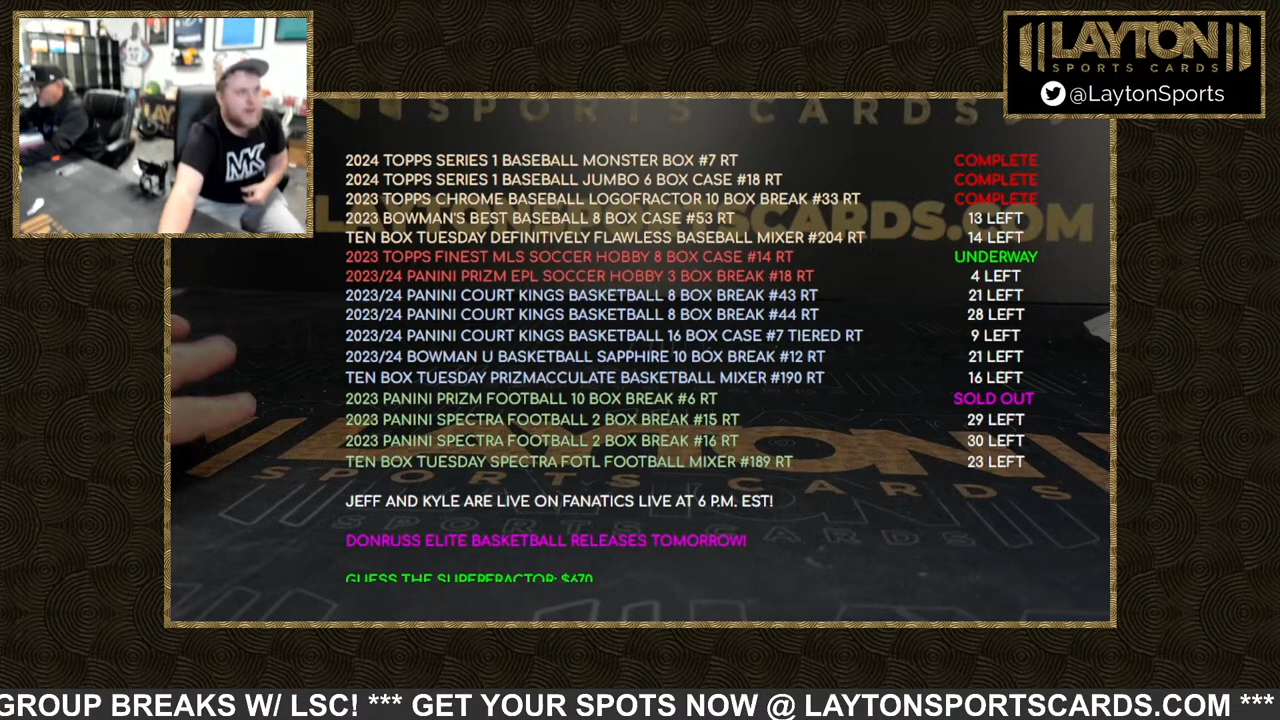 LAYTON
SPORTS CARDS
@LaytonSports
MK
SPORTS CARDS
2024 TOPPS SERIES 1 BASEBALL MONSTER BOX #7 RT COMPLETE
2024 TOPPS SERIES 1 BASEBALL JUMBO 6 BOX CASE #18 RT COMPLETE
2023 TOPPS CHROME BASEBALL LOGOFRACTOR 10 BOX BREAK #33 RT COMPLETE
2023 BOWMAN'S BEST BASEBALL 8 BOX CASE #53 RT 13 LEFT
TEN BOX TUESDAY DEFINITIVELY FLAWLESS BASEBALL MIXER #204 RT 14 LEFT
2023 TOPPS FINEST MLS SOCCER HOBBY 8 BOX CASE #14 RT UNDERWAY
2023/24 PANINI PRIZM EPL SOCCER HOBBY 3 BOX BREAK #18 RT 4 LEFT
2023/24 PANINI COURT KINGS BASKETBALL 8 BOX BREAK #43 RT 21 LEFT
2023/24 PANINI COURT KINGS BASKETBALL 8 BOX BREAK #44 RT 28 LEFT
2023/24 PANINI COURT KINGS BASKETBALL 16 BOX CASE #7 TIERED RT 9 LEFT
2023/24 BOWMAN U BASKETBALL SAPPHIRE 10 BOX BREAK #12 RT 21 LEFT
TEN BOX TUESDAY PRIZMACCULATE BASKETBALL MIXER #190 RT 16 LEFT
2023 PANINI PRIZM FOOTBALL 10 BOX BREAK #6 RT SOLD OUT
2023 PANINI SPECTRA FOOTBALL 2 BOX BREAK #15 RT 29 LEFT
2023 PANINI SPECTRA FOOTBALL 2 BOX BREAK #16 RT 30 LEFT
TEN BOX TUESDAY SPECTRA FOTL FOOTBALL MIXER #189 RT 23 LEFT
LAYTON
SPORTS CARDS
JEFF AND KYLE ARE LIVE ON FANATICS LIVE AT 6 P.M. EST!
SPORTS CARDS
DONRUSS ELITE BASKETBALL RELEASES TOMORROW!
GUESS THE SUPERFRACTOR: $670
GROUP BREAKS W/ LSC! *** GET YOUR SPOTS NOW @ LAYTONSPORTSCARDS.COM ***